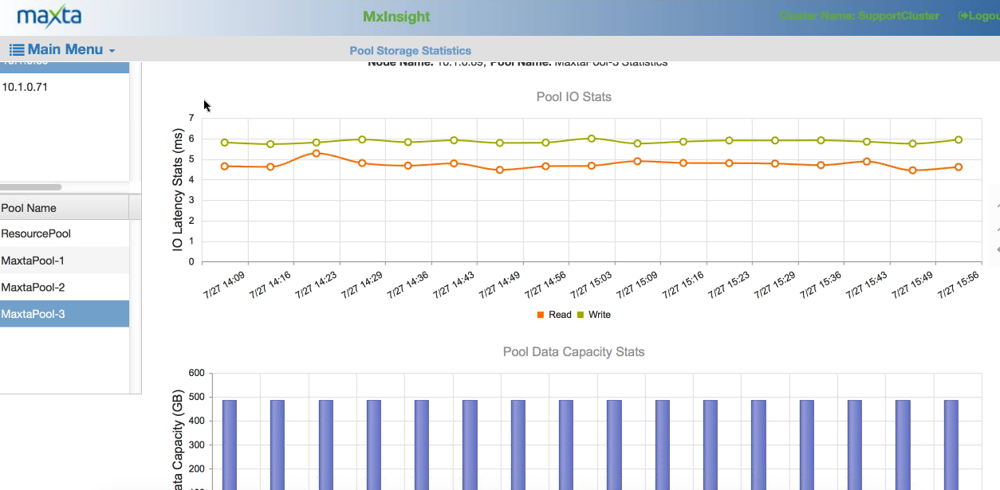 maxta
MxInsight
Cluster Name: SupportCluster
Logou
Main Menu
Pool Storage Statistics
Node Name: 10.1.0.69, Pool Name: MaxtaPool-3 Statistics
10.1.0.71
Pool Name
ResourcePool
MaxtaPool-1
MaxtaPool-2
MaxtaPool-3
Pool IO Stats
IO Latency Stats (ms)
7
6
5
4
3
2
1
0
7/27 14:09
7/27 14:16
7/27 14:23
7/27 14:29
7/27 14:36
7/27 14:43
7/27 14:49
7/27 14:56
7/27 15:03
7/27 15:09
7/27 15:16
7/27 15:23
7/27 15:29
7/27 15:36
7/27 15:43
7/27 15:49
7/27 15:56
Read Write
Pool Data Capacity Stats
ata Capacity (GB)
600
500
400
300
200